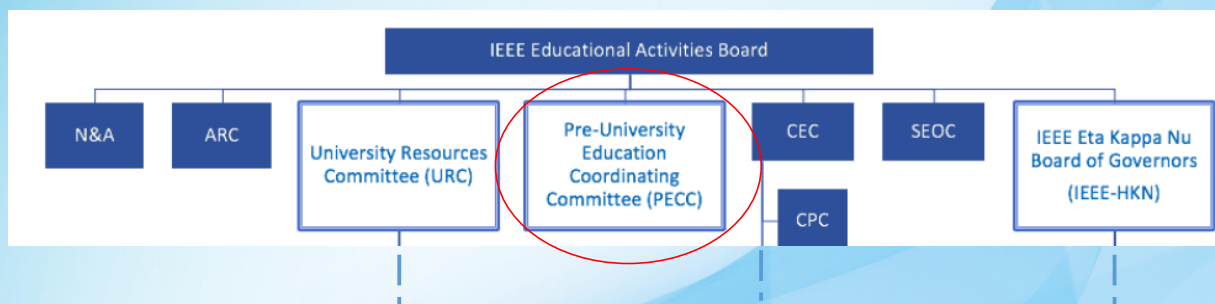 IEEE Educational Activities Board
N&A
ARC
University Resources
Committee (URC)
Pre-University
Education
Coordinating
Committee (PECC)
CEC
CPC
SEOC
IEEE Eta Kappa Nu
Board of Governors
(IEEE-HKN)